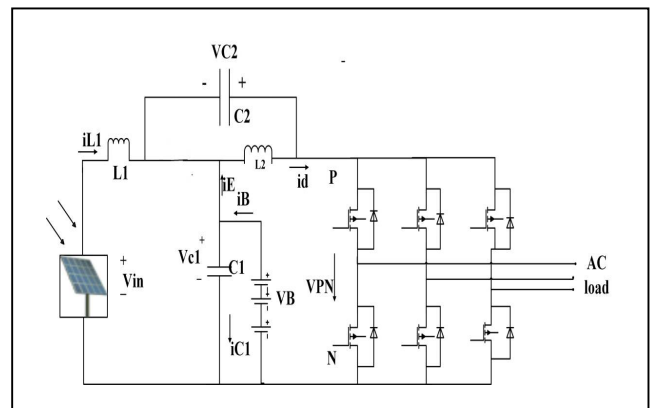 VC2
- +
C2
iL1
L1
L2
id
P
iE
iB
+
Vc1
-
C1
+
Vin
-
VB
iC1
VPN
N
AC
load